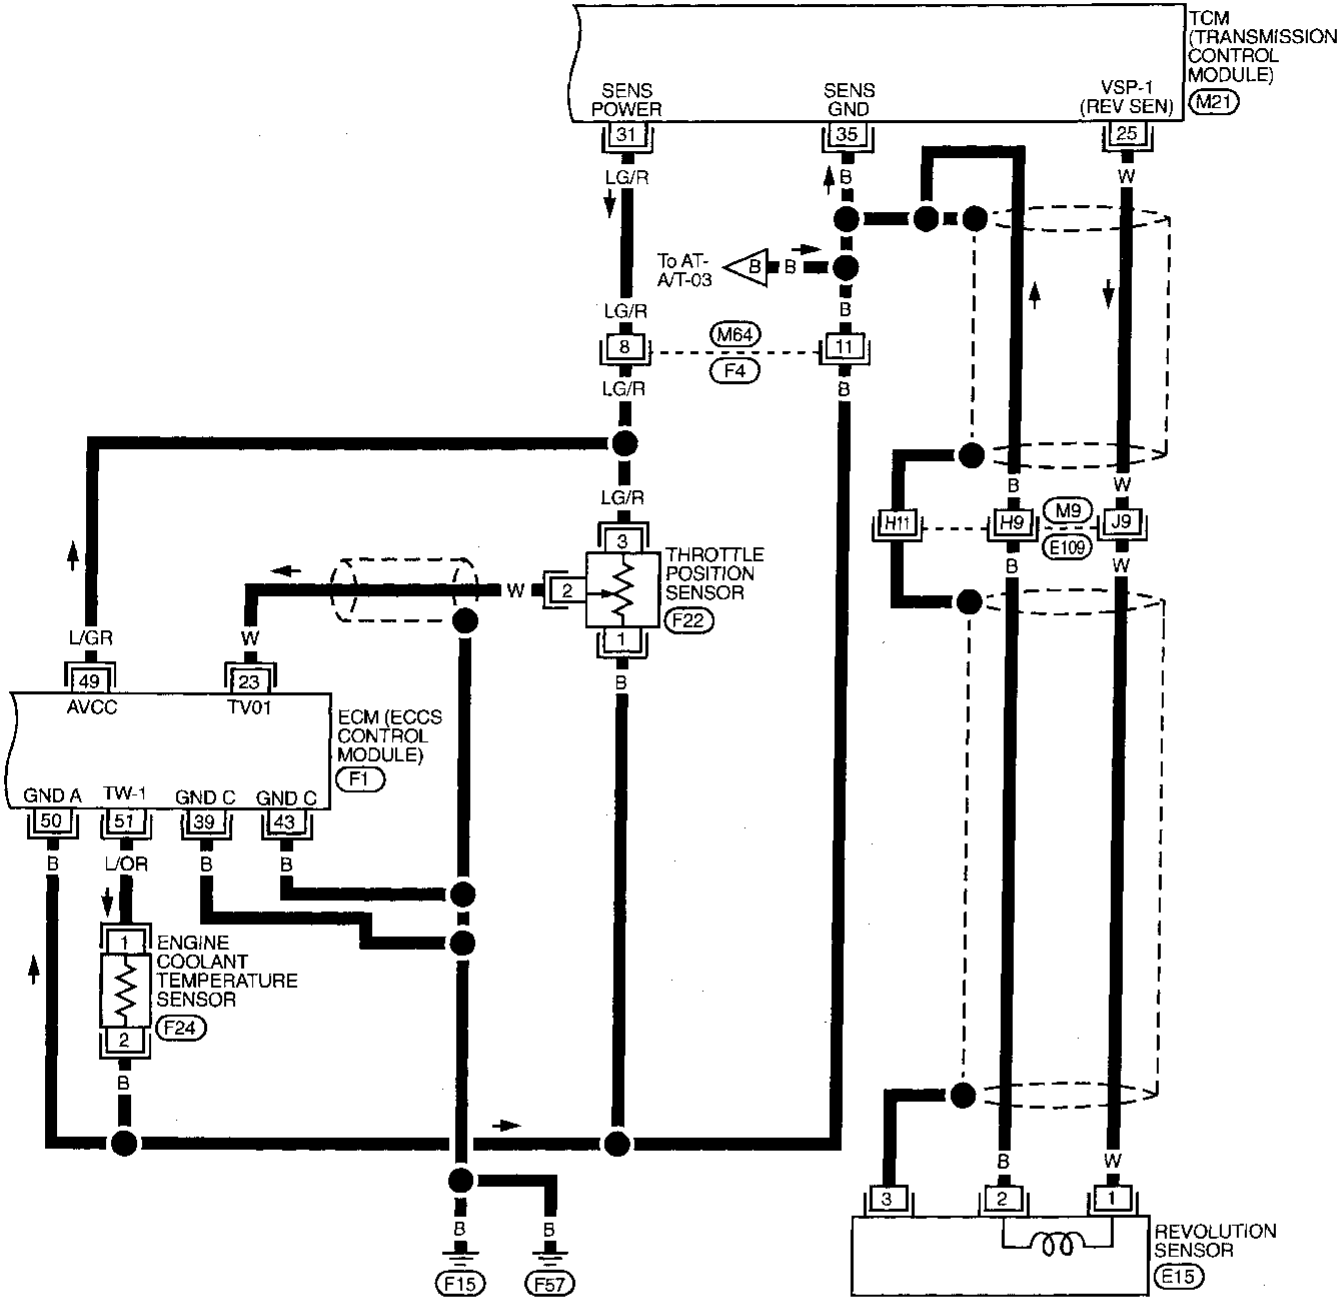 TCM
(TRANSMISSION
CONTROL
MODULE)
M21
SENS
POWER
SENS
GND
VSP-1
(REV SEN)
31
35
25
LG/R
B
W
To AT-
A/T-03
B
B
LG/R
B
8
M64
F4
11
LG/R
B
LG/R
B
W
H11
H9
M9
E109
J9
B
W
3
THROTTLE
POSITION
SENSOR
F22
2
W
1
B
L/GR
W
49
23
AVCC
TV01
ECM (ECCS
CONTROL
MODULE)
F1
GND A
TW-1
GND C
GND C
50
51
39
43
B
L/OR
B
B
1
ENGINE
COOLANT
TEMPERATURE
SENSOR
F24
2
B
B
W
3
2
1
B
B
F15
F57
REVOLUTION
SENSOR
E15